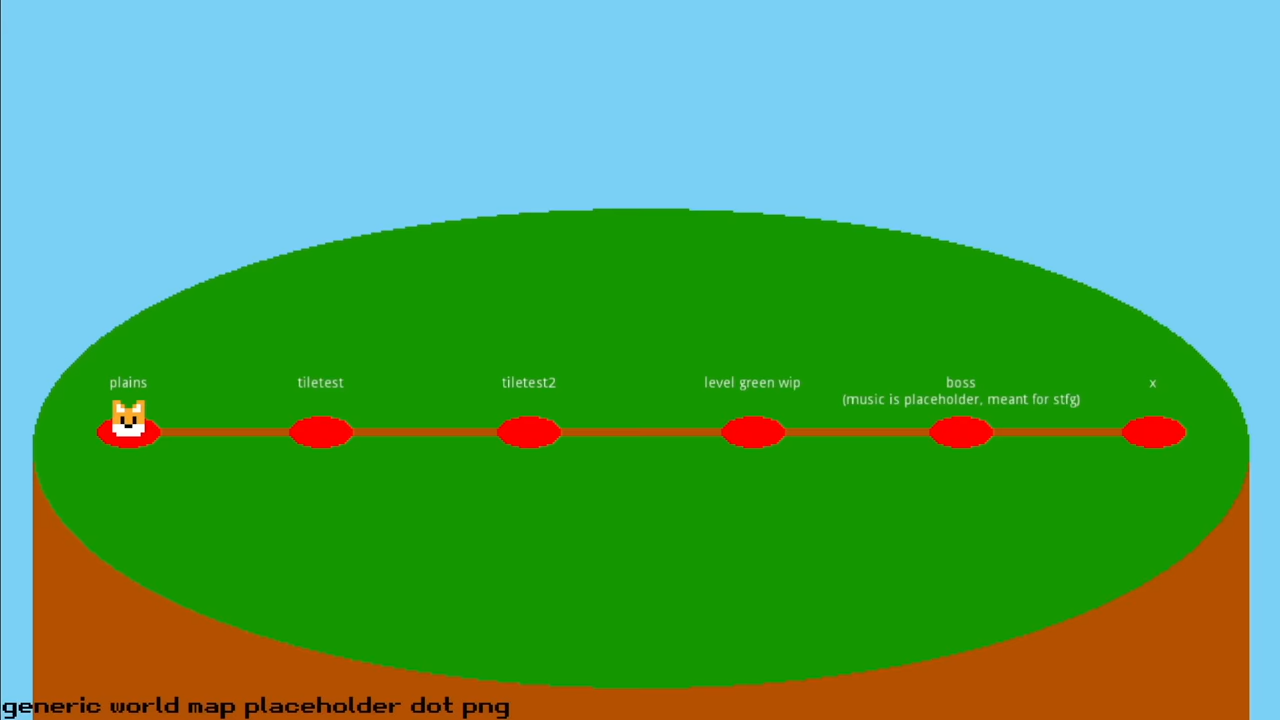 plains
tiletest
tiletest2
level green wip
boss
(music is placeholder, meant for stfg)
x
generic world map placeholder dot png